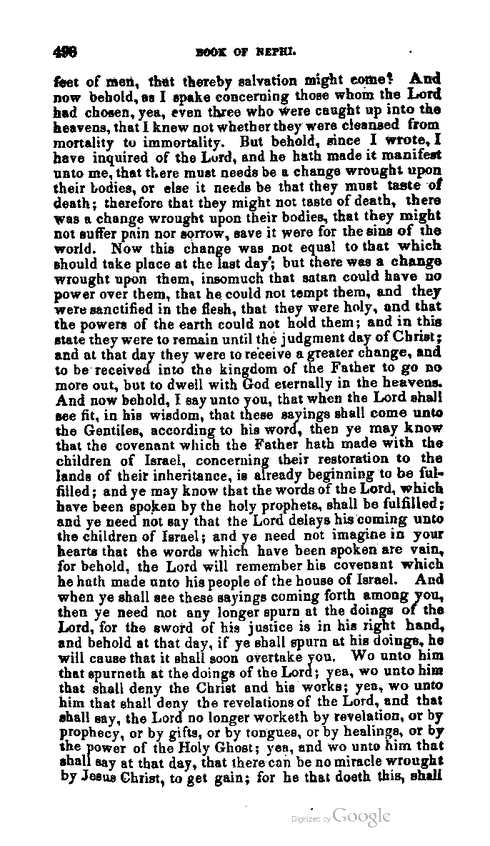 498 BOOK OF NEPHI.
feet of men, that thereby salvation might come? And
now behold, as I spake concerning those whom the Lord
had chosen, yea, even three who were caught up into the
heavens, that I knew not whether they were cleansed from
mortality to immortality. But behold, since I wrote, I
have inquired of the Lord, and he hath made it manifest
unto me, that there must needs be a change wrought upon
their bodies, or else it needs be that they must taste of
death; therefore that they might not taste of death, there
was a change wrought upon their bodies, that they might
not suffer pain nor sorrow, save it were for the sins of the
world. Now this change was not equal to that which
should take place at the last day; but there was a change
wrought upon them, insomuch that satan could have no
power over them, that he could not tempt them, and they
were sanctified in the flesh, that they were holy, and that
the powers of the earth could not hold them; and in this
state they were to remain until the judgment day of Christ;
and at that day they were to receive a greater change, and
to be received into the kingdom of the Father to go no
more out, but to dwell with God eternally in the heavens.
And now behold, I say unto you, that when the Lord shall
see fit, in his wisdom, that these sayings shall come unto
the Gentiles, according to his word, then ye may know
that the covenant which the Father hath made with the
children of Israel, concerning their restoration to the
lands of their inheritance, is already beginning to be ful-
filled; and ye may know that the words of the Lord, which
have been spoken by the holy prophets, shall be fulfilled;
and ye need not say that the Lord delays his coming unto
the children of Israel; and ye need not imagine in your
hearts that the words which have been spoken are vain,
for behold, the Lord will remember his covenant which
he hath made unto his people of the house of Israel. And
when ye shall see these sayings coming forth among you,
then ye need not any longer spurn at the doings of the
Lord, for the sword of his justice is in his right hand,
and behold at that day, if ye shall spurn at his doings, he
will cause that it shall soon overtake you. Wo unto him
that spurneth at the doings of the Lord; yea, wo unto him
that shall deny the Christ and his works; yea, wo unto
him that shall deny the revelations of the Lord, and that
shall say, the Lord no longer worketh by revelation, or by
prophecy, or by gifts, or by tongues, or by healings, or by
the power of the Holy Ghost; yea, and wo unto him that
shall say at that day, that there can be no miracle wrought
by Jesus Christ, to get gain; for he that doeth this, shall
Digitized by Google